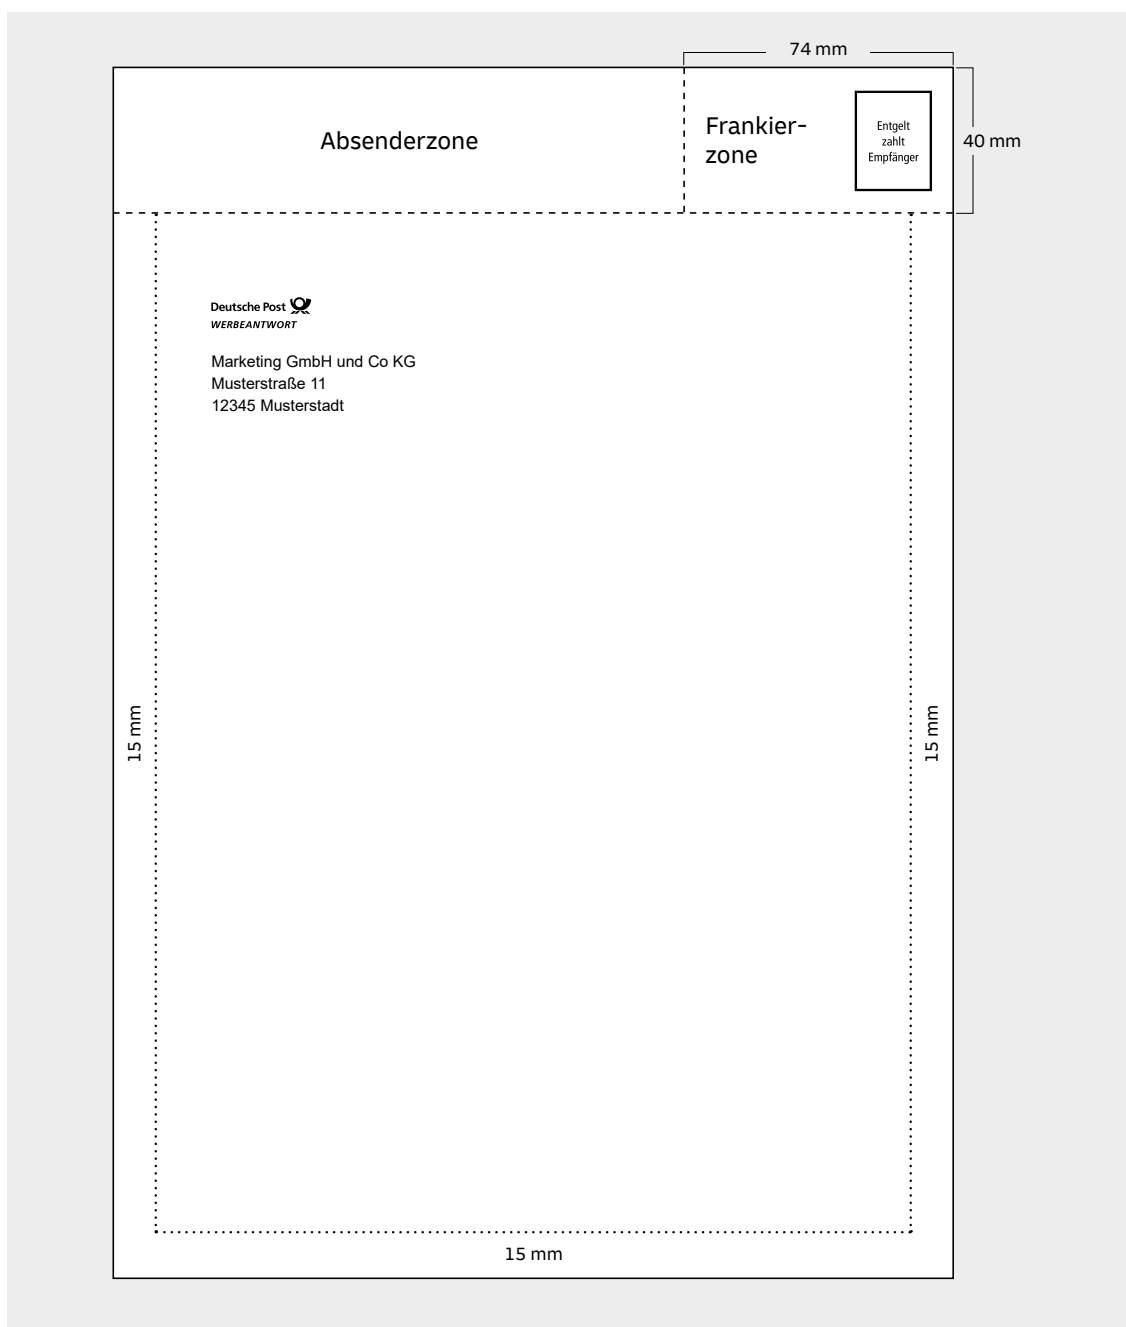 74 mm
Absenderzone
Frankier-
zone
Entgelt
zahlt
Empfänger
40 mm
Deutsche Post
WERBEANTWORT
Marketing GmbH und Co KG
Musterstraße 11
12345 Musterstadt
15 mm
15 mm
15 mm